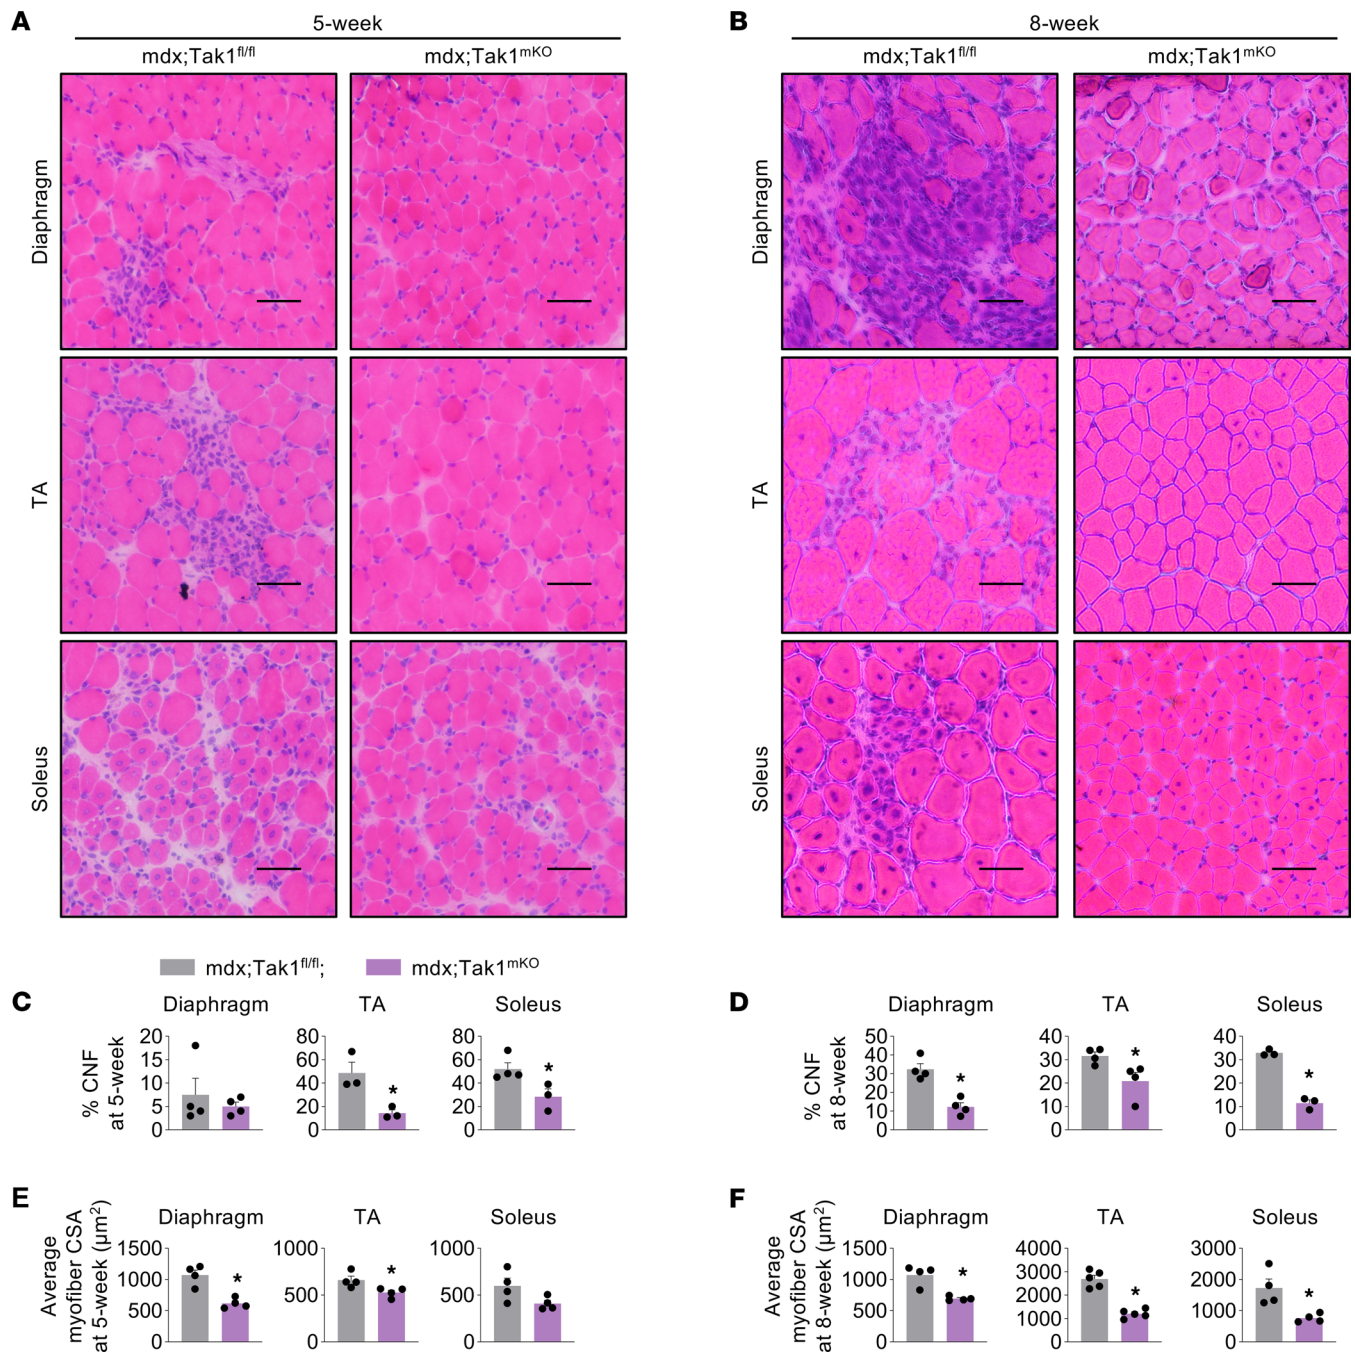 A
5-week
mdx;Tak1fl/fl
mdx;Tak1mKO
Diaphragm
TA
Soleus
B
8-week
mdx;Tak1fl/fl
mdx;Tak1mKO
Diaphragm
TA
Soleus
mdx;Tak1fl/fl;
mdx;Tak1mKO
C
Diaphragm
TA
Soleus
% CNF
at 5-week
20
15
10
5
0
*
80
60
40
20
0
*
80
60
40
20
0
D
Diaphragm
TA
Soleus
% CNF
at 8-week
50
40
30
20
10
0
*
40
30
20
10
0
*
40
30
20
10
0
*
E
Diaphragm
TA
Soleus
Average
myofiber CSA
at 5-week (µm2)
1500
1000
500
0
*
1000
500
0
*
1000
500
0
F
Diaphragm
TA
Soleus
Average
myofiber CSA
at 8-week (µm2)
1500
1000
500
0
*
4000
3000
2000
1000
0
*
3000
2000
1000
0
*